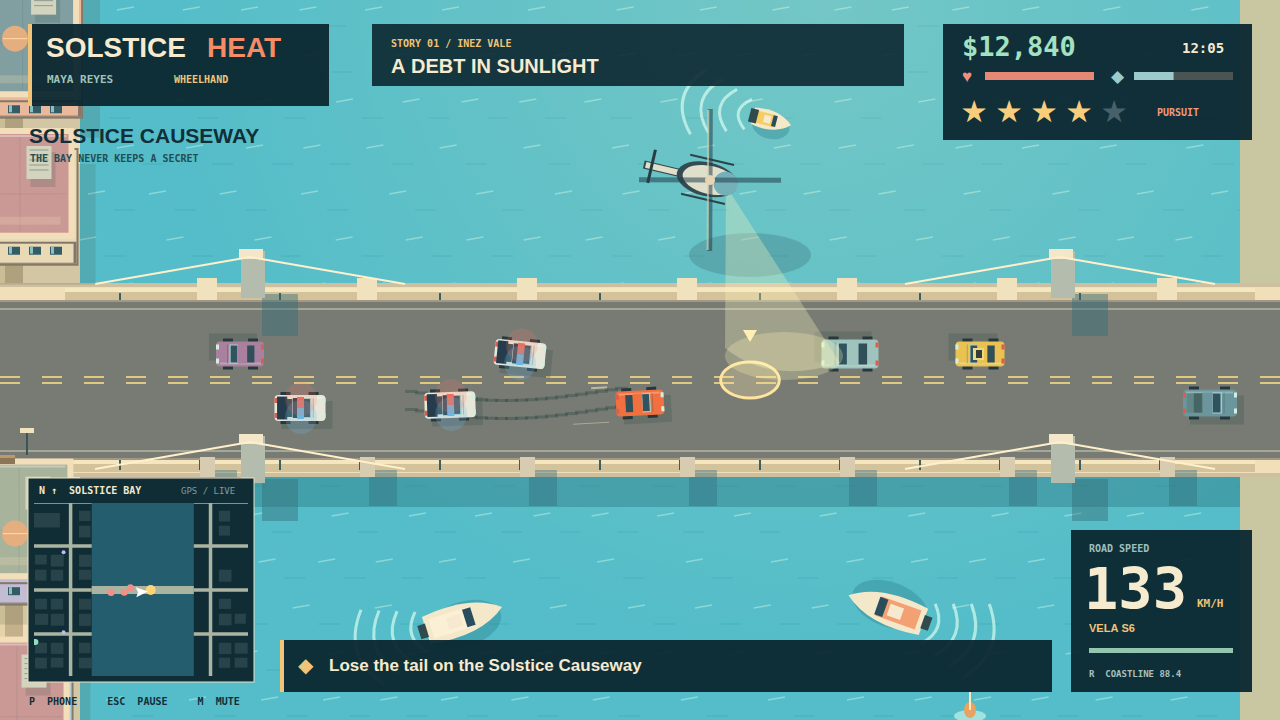 SOLSTICE HEAT
MAYA REYES WHEELHAND
SOLSTICE CAUSEWAY
THE BAY NEVER KEEPS A SECRET
STORY 01 / INEZ VALE
A DEBT IN SUNLIGHT
$12,840 12:05
PURSUIT
N ↑ SOLSTICE BAY GPS / LIVE
Lose the tail on the Solstice Causeway
ROAD SPEED
133 KM/H
VELA S6
R COASTLINE 88.4
P PHONE ESC PAUSE M MUTE